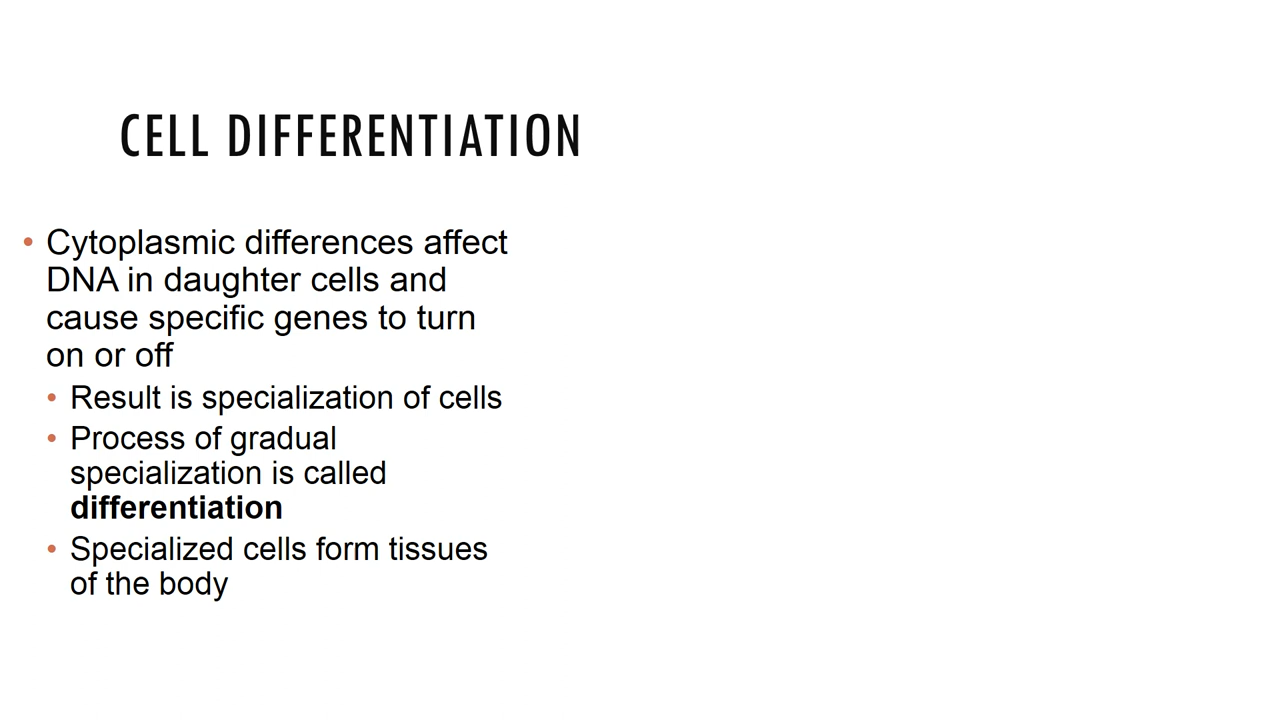 CELL DIFFERENTIATION
• Cytoplasmic differences affect
DNA in daughter cells and
cause specific genes to turn
on or off
• Result is specialization of cells
• Process of gradual
specialization is called
differentiation
• Specialized cells form tissues
of the body